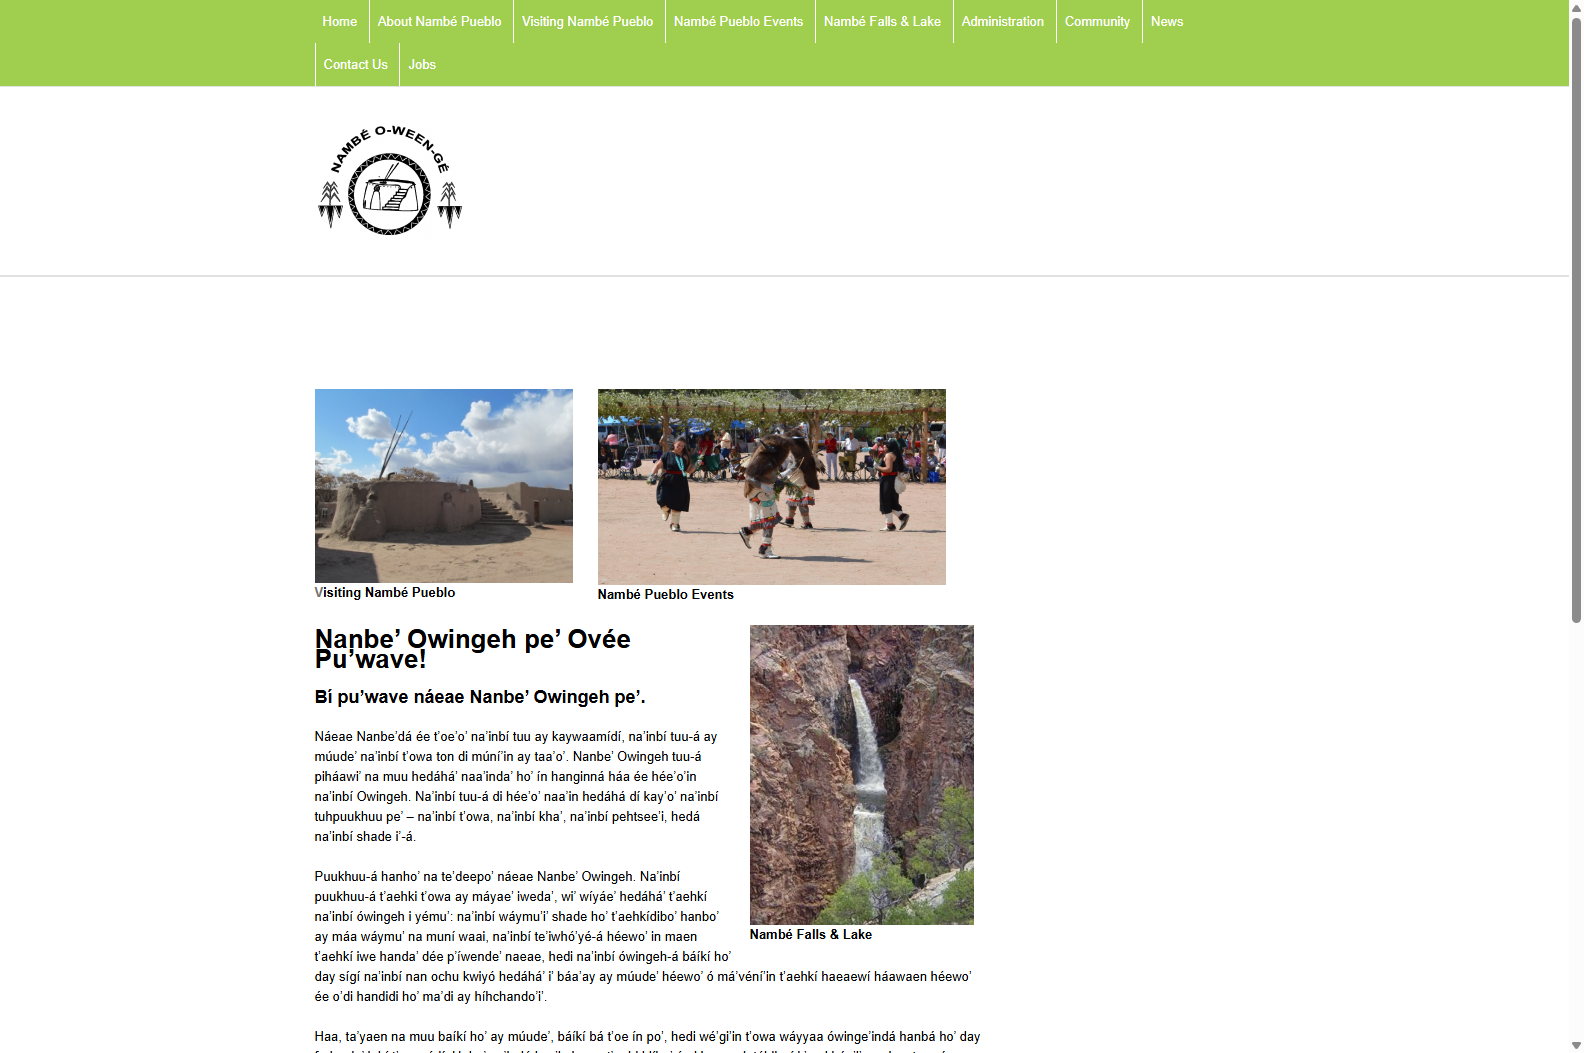 Home
About Nambé Pueblo
Visiting Nambé Pueblo
Nambé Pueblo Events
Nambé Falls & Lake
Administration
Community
News
Contact Us
Jobs
NAMBÉ O-WEEN-GÉ
Visiting Nambé Pueblo
Nambé Pueblo Events
Nanbe’ Owingeh pe’ Ovée
Pu’wave!
Bí pu’wave náeae Nanbe’ Owingeh pe’.
Náeae Nanbe’dá ée t’oe’o’ na’inbí tuu ay kaywaamídí, na’inbí tuu-á ay
múude’ na’inbí t’owa ton di múní’in ay taa’o’. Nanbe’ Owingeh tuu-á
piháawi’ na muu hedáhá’ naa’inda’ ho’ ín hanginná háa ée hée’o’in
na’inbí Owingeh. Na’inbí tuu-á di hée’o’ naa’in hedáhá dí kay’o’ na’inbí
tuhpuukhuu pe’ – na’inbí t’owa, na’inbí kha’, na’inbí pehtsee’i, hedá
na’inbí shade i’-á.
Puukhuu-á hanho’ na te’deepo’ náeae Nanbe’ Owingeh. Na’inbí
puukhuu-á t’aehki t’owa ay máyae’ iweda’, wi’ wíyáe’ hedáhá’ t’aehkí
na’inbí ówingeh i yému’: na’inbí wáymu’i’ shade ho’ t’aehkídibo’ hanbo’
ay máa wáymu’ na muní waai, na’inbí te’iwhó’yé-á héewo’ in maen
t’aehkí iwe handa’ dée p’íwende’ naeae, hedi na’inbí ówingeh-á báíkí ho’
day sígí na’inbí nan ochu kwiyó hedáhá’ i’ báa’ay ay múude’ héewo’ ó má’véní’in t’aehkí haeaewí háawaen héewo’
ée o’di handidi ho’ ma’di ay híhchando’i’.
Nambé Falls & Lake
Haa, ta’yaen na muu baíkí ho’ ay múude’, báíkí bá t’oe ín po’, hedi wé’gi’in t’owa wáyyaa ówinge’indá hanbá ho’ day